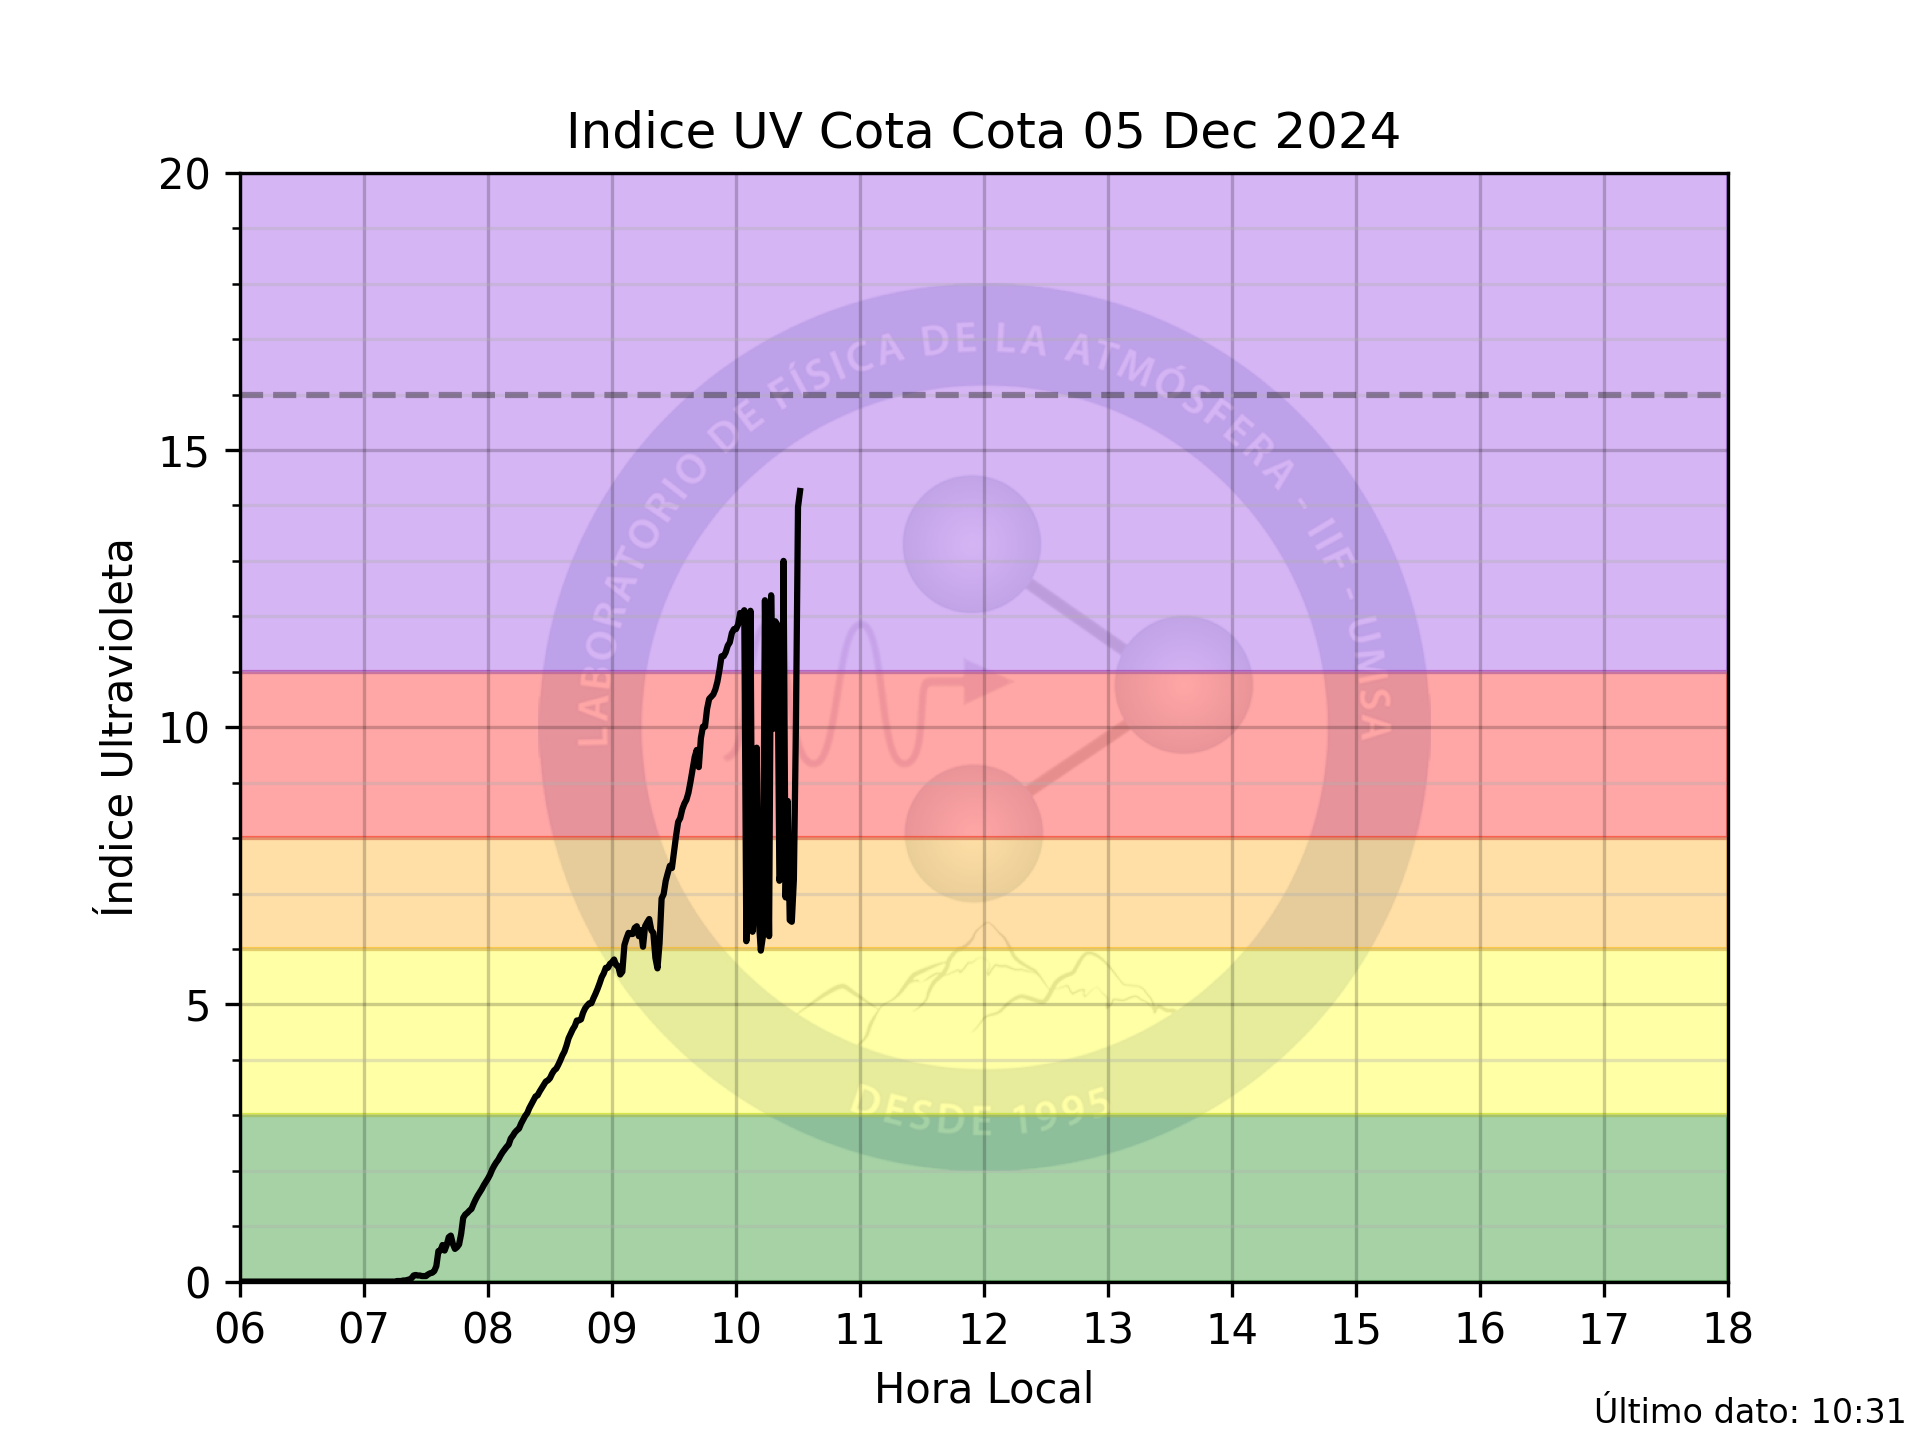 Indice UV Cota Cota 05 Dec 2024
20
15
10
5
0
Índice Ultravioleta
LABORATORIO DE FÍSICA DE LA ATMÓSFERA - IIF - UMSA
DESDE 1995
06 07 08 09 10 11 12 13 14 15 16 17 18
Hora Local
Último dato: 10:31